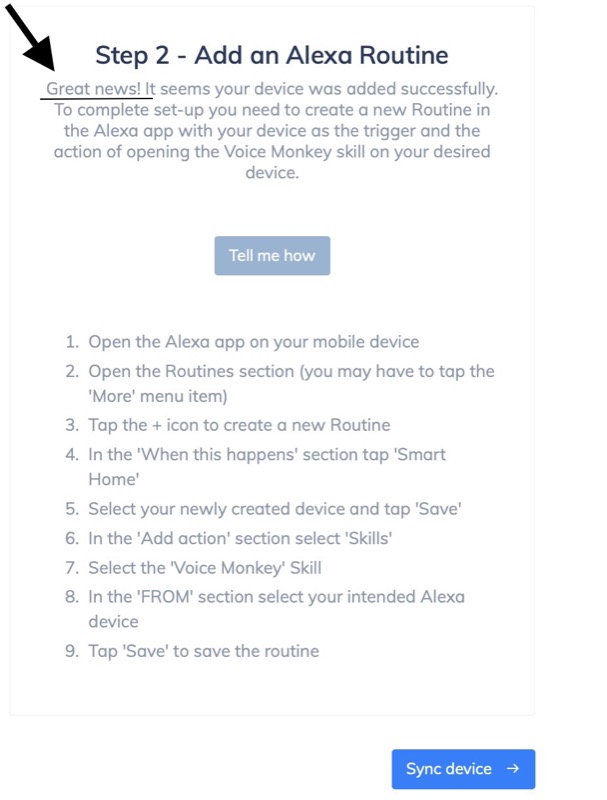 Step 2 - Add an Alexa Routine
Great news! It seems your device was added successfully.
To complete set-up you need to create a new Routine in
the Alexa app with your device as the trigger and the
action of opening the Voice Monkey skill on your desired
device.
Tell me how
1. Open the Alexa app on your mobile device
2. Open the Routines section (you may have to tap the
'More' menu item)
3. Tap the + icon to create a new Routine
4. In the 'When this happens' section tap 'Smart
Home'
5. Select your newly created device and tap 'Save'
6. In the 'Add action' section select 'Skills'
7. Select the 'Voice Monkey' Skill
8. In the 'FROM' section select your intended Alexa
device
9. Tap 'Save' to save the routine
Sync device →